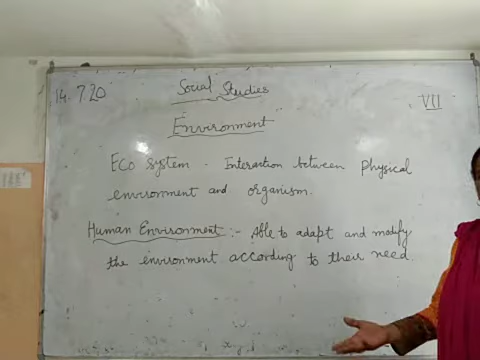 14.7.20
Social Studies
VII
Environment
Eco system - Interaction between physical
environment and organism.
Human Environment :- Able to adapt and modify
the environment according to their need.